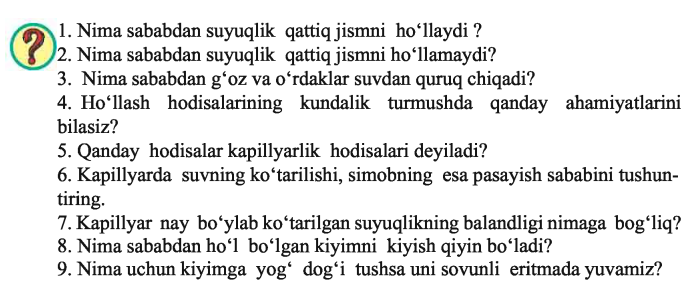 1. Nima sababdan suyuqlik qattiq jismni ho‘llaydi ?
2. Nima sababdan suyuqlik qattiq jismni ho‘llamaydi?
3. Nima sababdan g‘oz va o‘rdaklar suvdan quruq chiqadi?
4. Ho‘llash hodisalarining kundalik turmushda qanday ahamiyatlarini
bilasiz?
5. Qanday hodisalar kapillyarlik hodisalari deyiladi?
6. Kapillyarda suvning ko‘tarilishi, simobning esa pasayish sababini tushun-
tiring.
7. Kapillyar nay bo‘ylab ko‘tarilgan suyuqlikning balandligi nimaga bog‘liq?
8. Nima sababdan ho‘l bo‘lgan kiyimni kiyish qiyin bo‘ladi?
9. Nima uchun kiyimga yog‘ dog‘i tushsa uni sovunli eritmada yuvamiz?